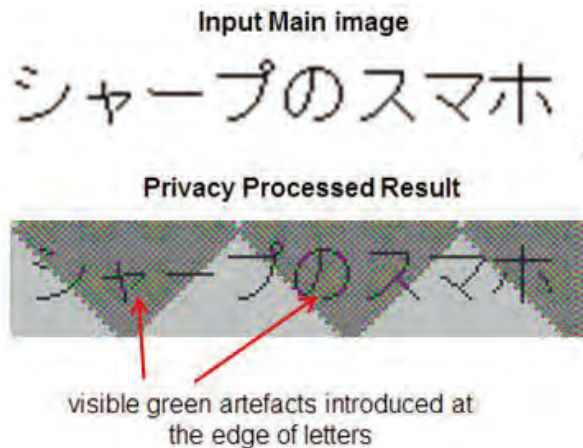 Input Main image
シャープのスマホ
Privacy Processed Result
シャープのスマホ
visible green artefacts introduced at
the edge of letters